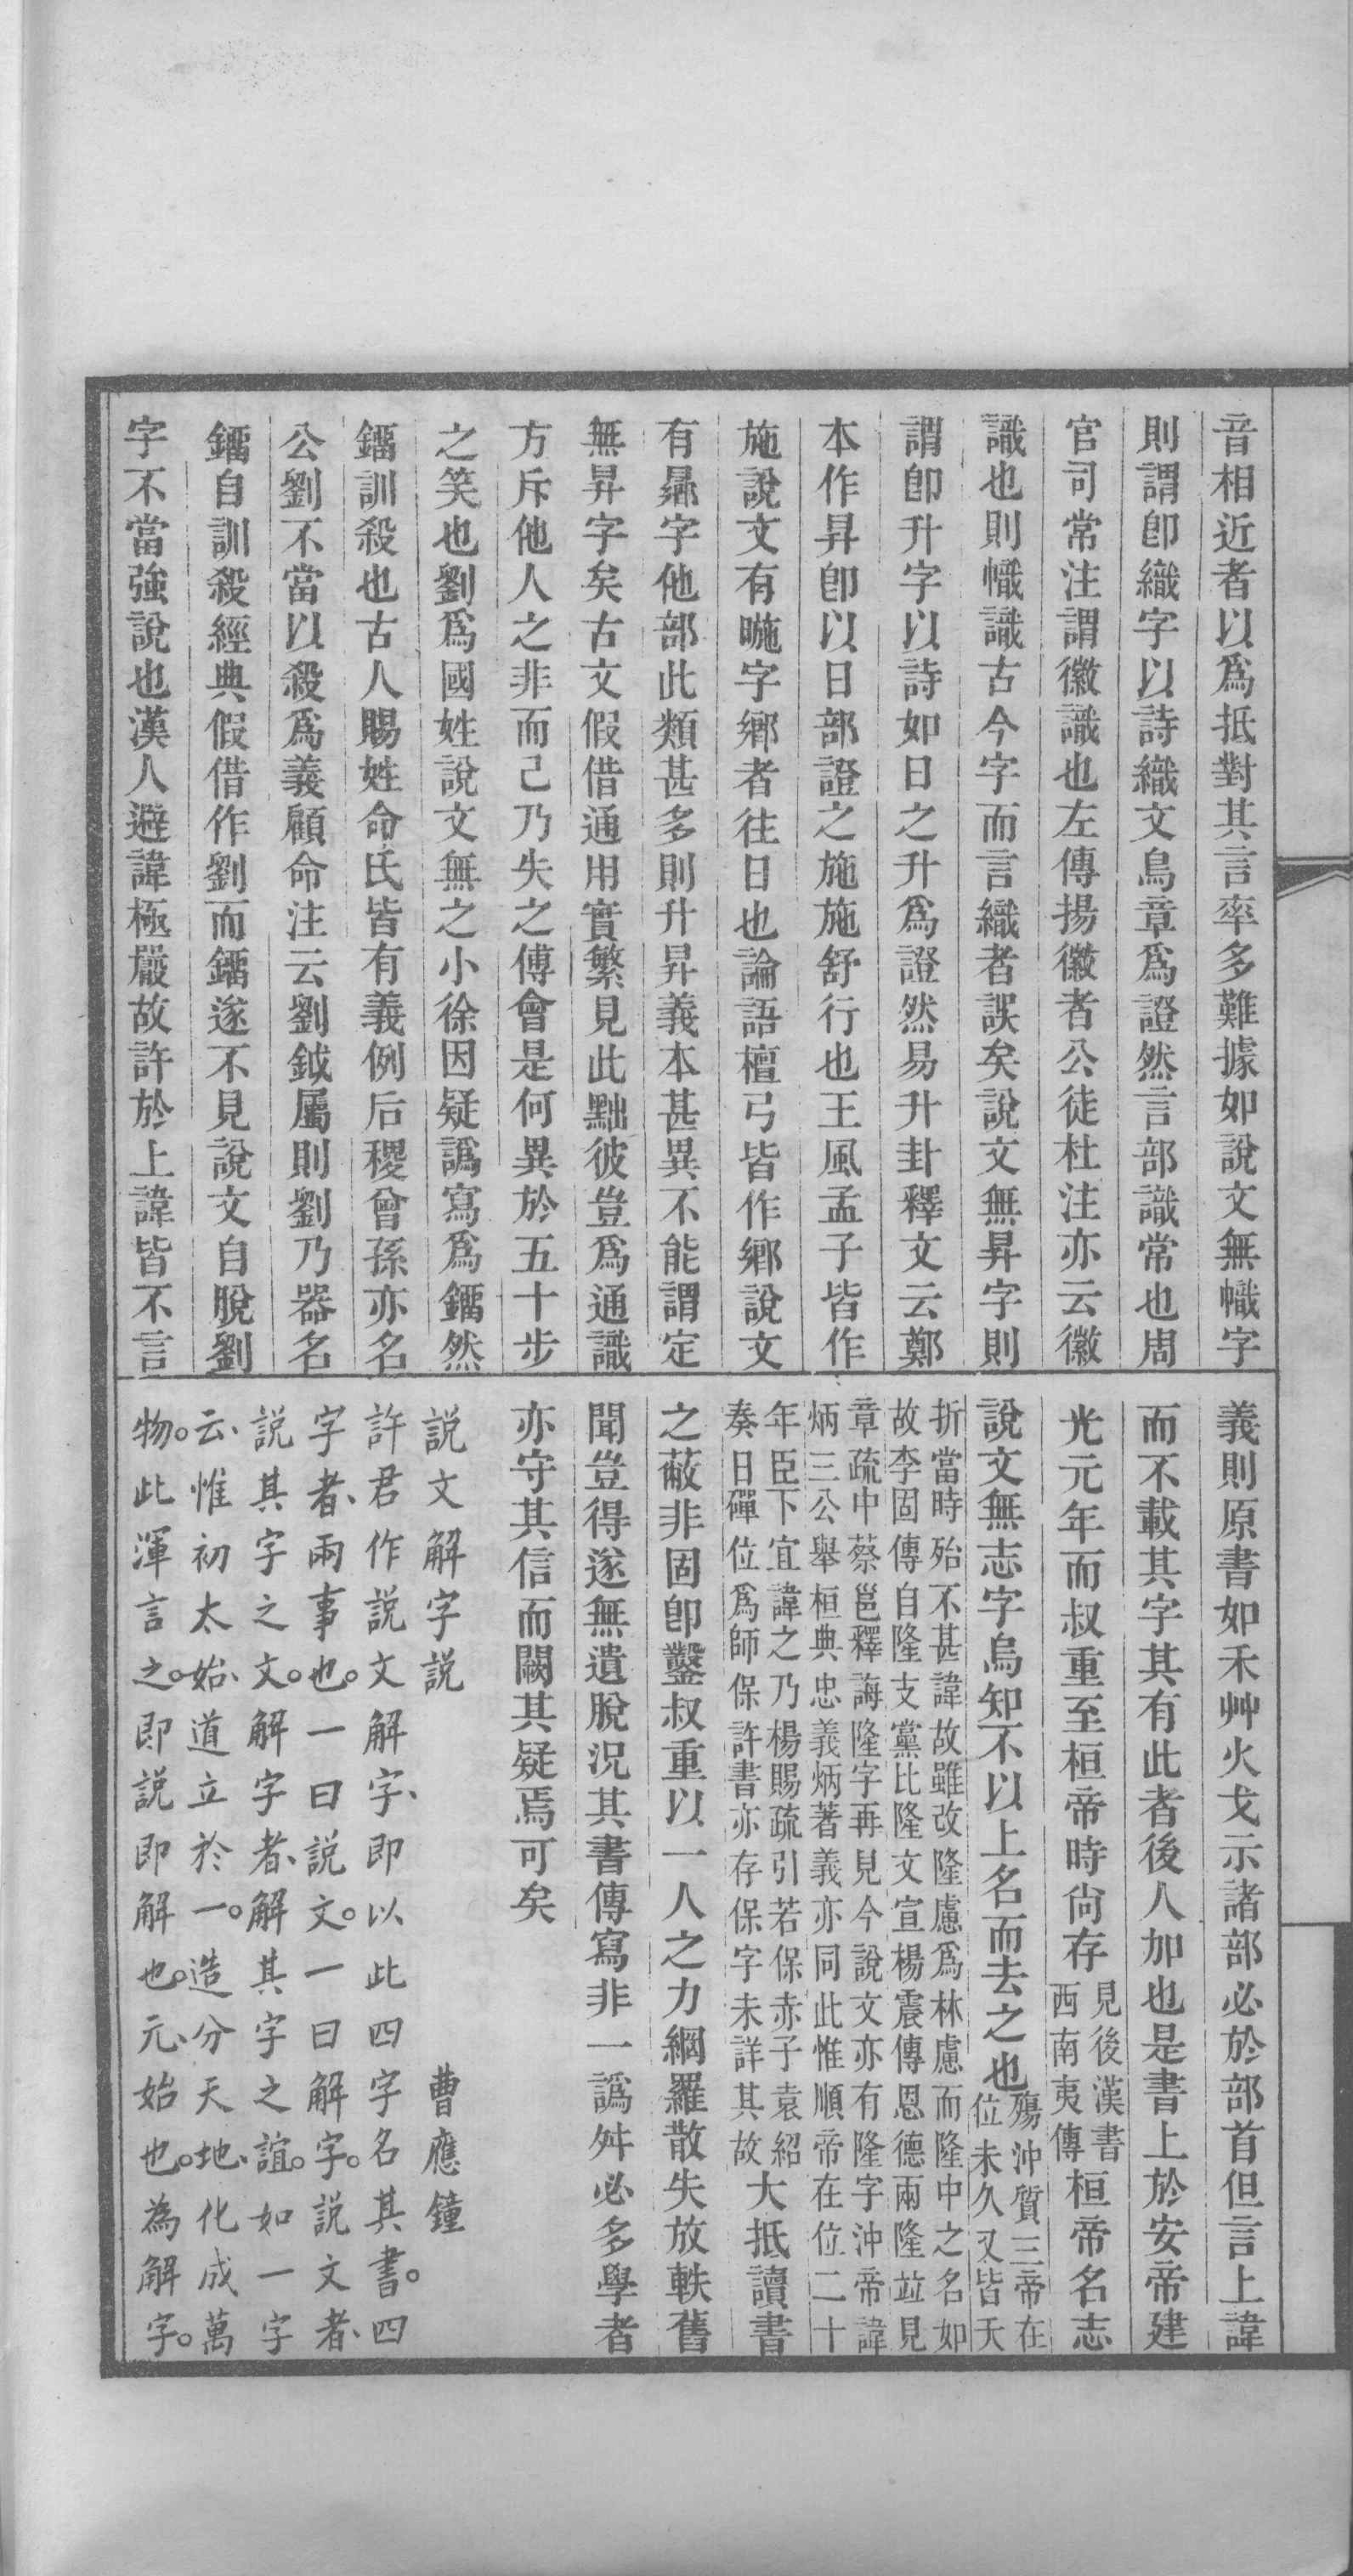 音相近者以爲抵對其言率多難據如說文無幟字
則謂卽織字以詩織文鳥章爲證然言部識常也周
官司常注謂徽識也左傳揚徽者公徒杜注亦云徽
識也則幟識古今字而言織者誤矣說文無昇字則
謂卽升字以詩如日之升爲證然易升卦釋文云鄭
本作昇卽以日部證之施施舒行也王風孟子皆作
施說文有暆字鄕者往日也論語檀弓皆作鄕說文
有曏字他部此類甚多則升昇義本甚異不能謂定
無昇字矣古文假借通用實繁見此黜彼豈爲通識
方斥他人之非而己乃失之傅會是何異於五十步
之笑也劉爲國姓說文無之小徐因疑譌寫爲鐂然
鐂訓殺也古人賜姓命氏皆有義例后稷曾孫亦名
公劉不當以殺爲義顧命注云劉鉞屬則劉乃器名
鐂自訓殺經典假借作劉而鐂遂不見說文自脫劉
字不當強說也漢人避諱極嚴故許於上諱皆不言
義則原書如禾艸火戈示諸部必於部首但言上諱
而不載其字其有此者後人加也是書上於安帝建
光元年而叔重至桓帝時尙存見後漢書西南夷傳桓帝名志
說文無志字烏知不以上名而去之也殤沖質三帝在位未久又皆夭
折當時殆不甚諱故雖改隆慮爲林慮而隆中之名如
故李固傳自隆支黨比隆文宣楊震傳恩德兩隆竝見
章疏中蔡邕釋誨隆字再見今說文亦有隆字沖帝諱
炳三公舉桓典忠義炳著義亦同此惟順帝在位二十
年臣下宜諱之乃楊賜疏引若保赤子袁紹
奏日磾位爲師保許書亦存保字未詳其故大抵讀書
之蔽非固卽鑿叔重以一人之力綱羅散失放軼舊
聞豈得遂無遺脫況其書傳寫非一譌舛必多學者
亦守其信而闕其疑焉可矣
説文解字説
曹應鐘
許君作説文解字、卽以此四字名其書。四
字者、兩事也。一曰説文。一曰解字。説文者、
説其字之文。解字者、解其字之誼。如一字
云、惟初太始、道立於一。造分天地、化成萬
物。此渾言之。卽説卽解也。元、始也。為解字。